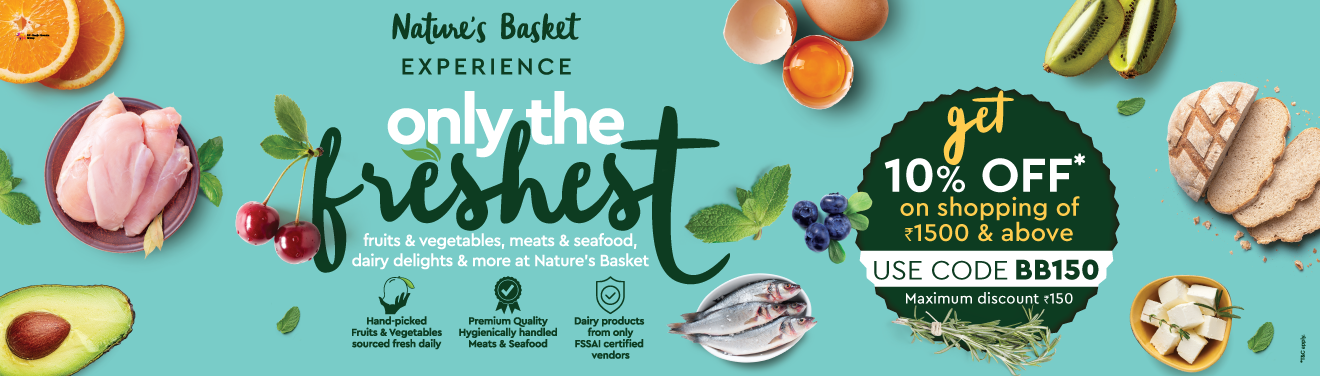 Nature's Basket
EXPERIENCE
only the
freshest
fruits & vegetables, meats & seafood,
dairy delights & more at Nature's Basket
Hand-picked
Fruits & Vegetables
sourced fresh daily
Premium Quality
Hygienically handled
Meats & Seafood
Dairy products
from only
FSSAI certified
vendors
get
10% OFF*
on shopping of
₹1500 & above
USE CODE BB150
Maximum discount ₹150
*T&C apply.